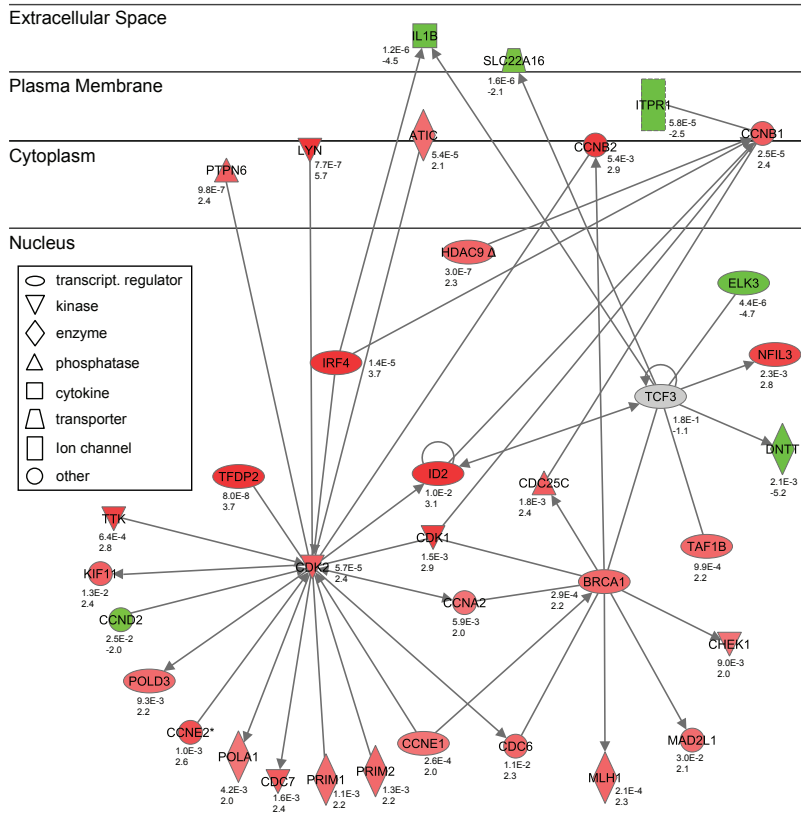 Extracellular Space
IL1B
1.2E-6
-4.5
SLC22A16
1.6E-6
-2.1
Plasma Membrane
ITPR1
5.8E-5
-2.5
CCNB1
2.5E-5
2.4
ATIC
5.4E-5
2.1
LYN
7.7E-7
5.7
CCNB2
5.4E-3
2.9
Cytoplasm
PTPN6
9.8E-7
2.4
Nucleus
HDAC9 Δ
3.0E-7
2.3
transcript. regulator
kinase
enzyme
phosphatase
cytokine
transporter
Ion channel
other
ELK3
4.4E-6
-4.7
IRF4
1.4E-5
3.7
NFIL3
2.3E-3
2.8
TCF3
1.8E-1
-1.1
DNTT
2.1E-3
-5.2
TFDP2
8.0E-8
3.7
ID2
1.0E-2
3.1
CDC25C
1.8E-3
2.4
TTK
6.4E-4
2.8
CDK1
1.5E-3
2.9
TAF1B
9.9E-4
2.2
KIF11
1.3E-2
2.4
CDK2
5.7E-5
2.4
BRCA1
2.9E-4
2.2
CCNA2
5.9E-3
2.0
CCND2
2.5E-2
-2.0
CHEK1
9.0E-3
2.0
POLD3
9.3E-3
2.2
CCNE2*
1.0E-3
2.6
POLA1
4.2E-3
2.0
CDC7
1.6E-3
2.4
PRIM1
1.1E-3
2.2
PRIM2
1.3E-3
2.2
CCNE1
2.6E-4
2.0
CDC6
1.1E-2
2.3
MLH1
2.1E-4
2.3
MAD2L1
3.0E-2
2.1